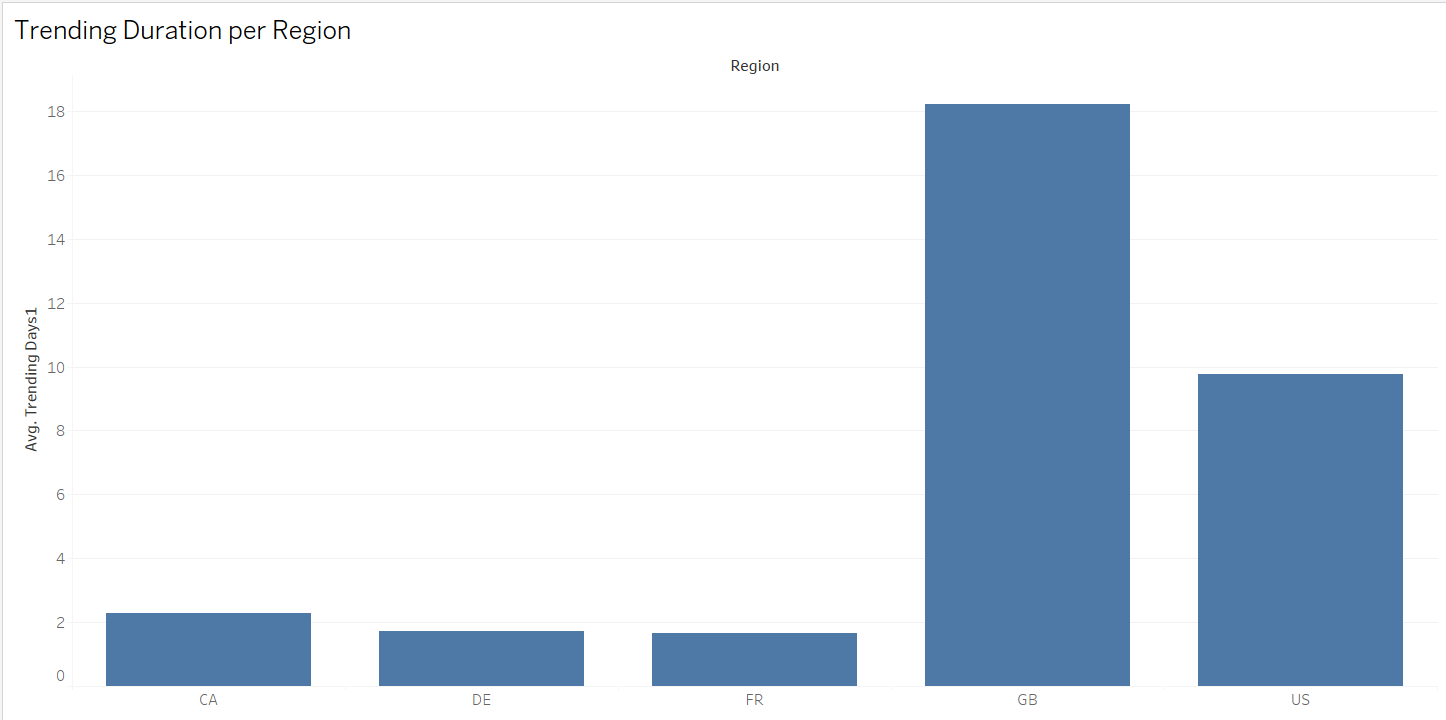 Trending Duration per Region
Region
18
16
14
12
10
8
6
4
2
0
Avg. Trending Days1
CA DE FR GB US